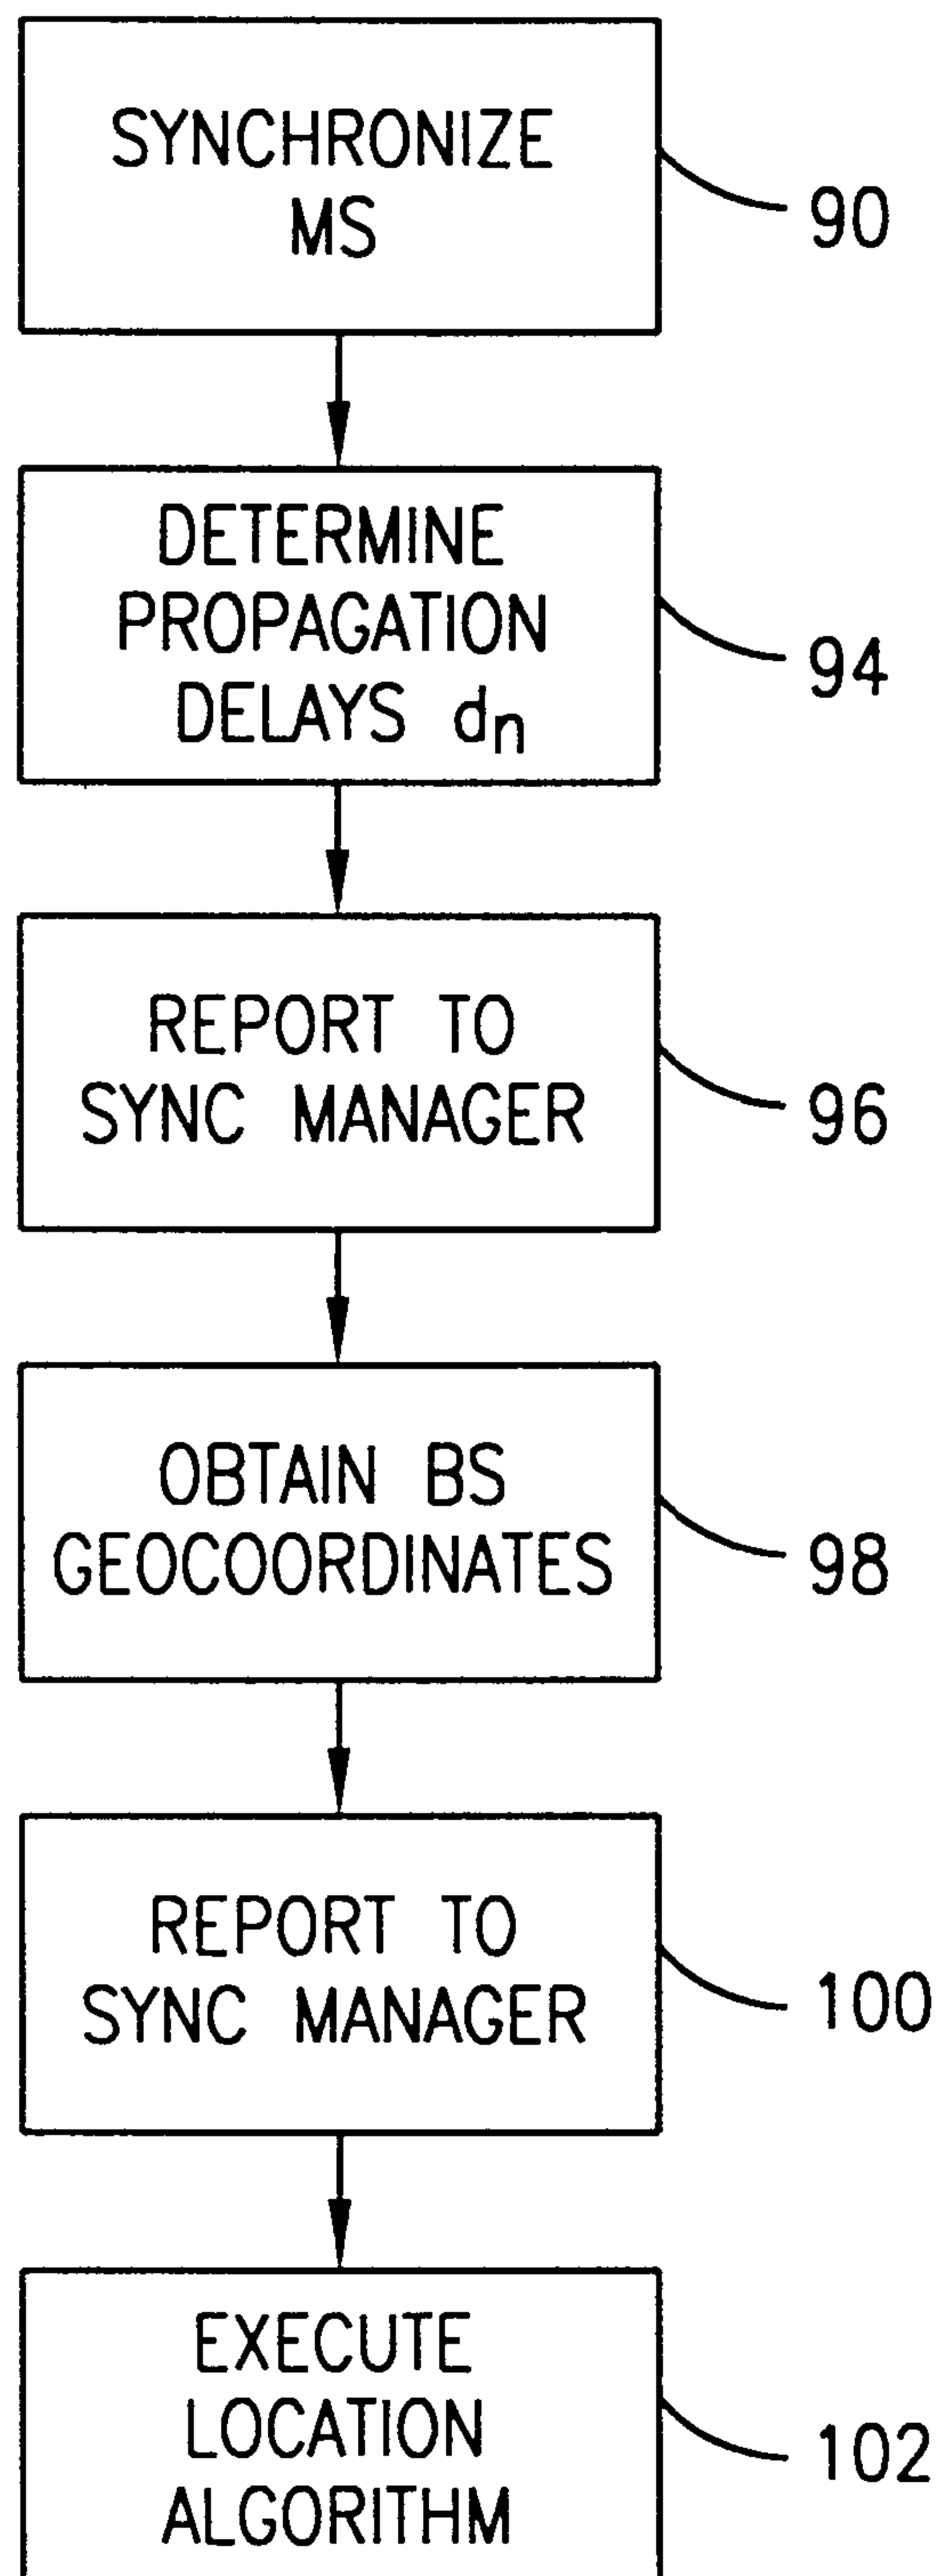 SYNCHRONIZE
MS
90
DETERMINE
PROPAGATION
DELAYS dn
94
REPORT TO
SYNC MANAGER
96
OBTAIN BS
GEOCOORDINATES
98
REPORT TO
SYNC MANAGER
100
EXECUTE
LOCATION
ALGORITHM
102